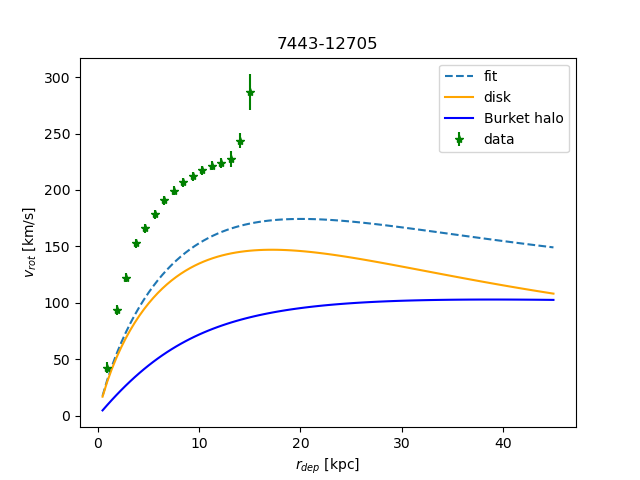 7443-12705
300
250
200
150
100
50
0
v_rot [km/s]
0 10 20 30 40
r_dep [kpc]
fit
disk
Burket halo
data